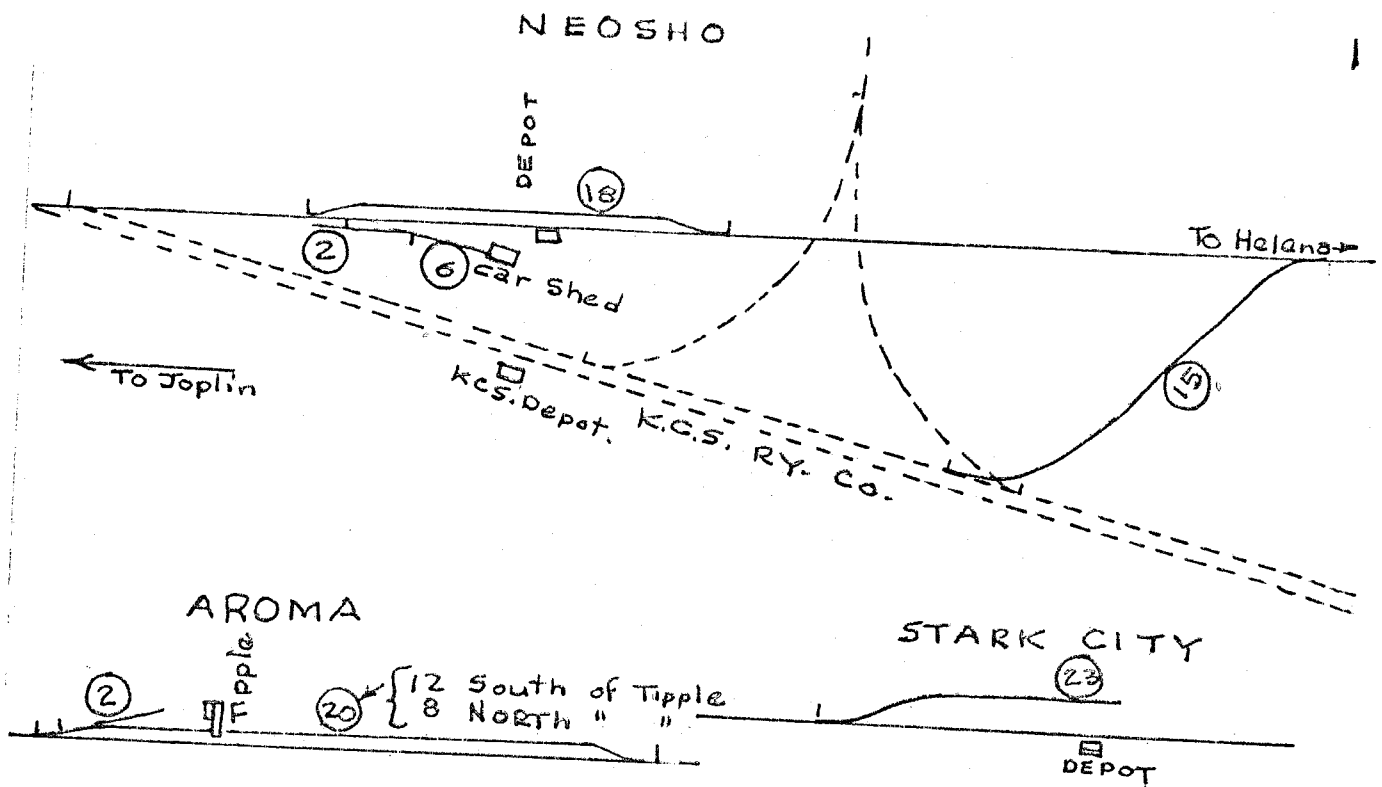 NEOSHO
1
DEPOT
18
2
6
Car Shed
To Helana
To Joplin
K.C.S. Depot.
K.C.S. RY. Co.
15
AROMA
Tipple
2
20 { 12 South of Tipple
8 NORTH " "
STARK CITY
23
DEPOT